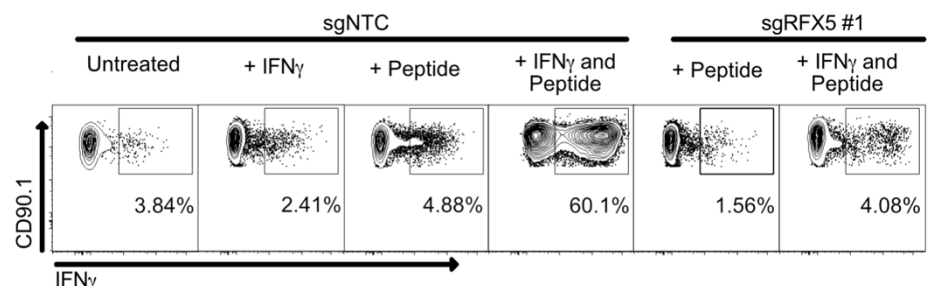 sgNTC
sgRFX5 #1
Untreated
+ IFNγ
+ Peptide
+ IFNγ and
Peptide
+ Peptide
+ IFNγ and
Peptide
CD90.1
3.84%
2.41%
4.88%
60.1%
1.56%
4.08%
IFNγ